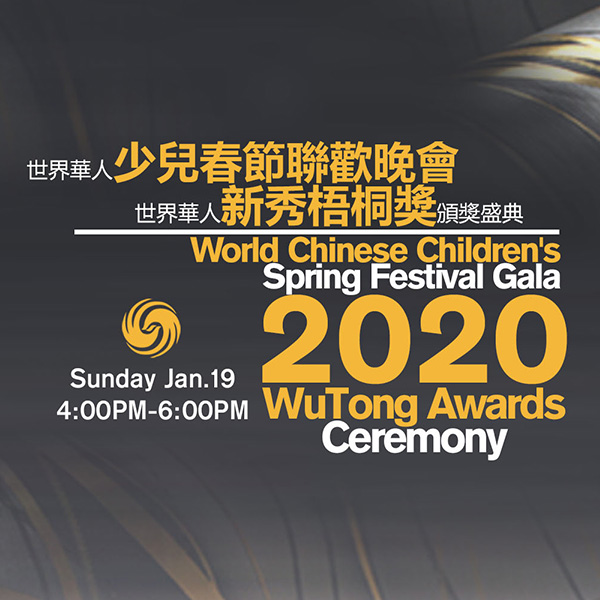 世界華人少兒春節聯歡晚會
世界華人新秀梧桐獎頒獎盛典
World Chinese Children's
Spring Festival Gala
2020
WuTong Awards
Ceremony
Sunday Jan.19
4:00PM-6:00PM